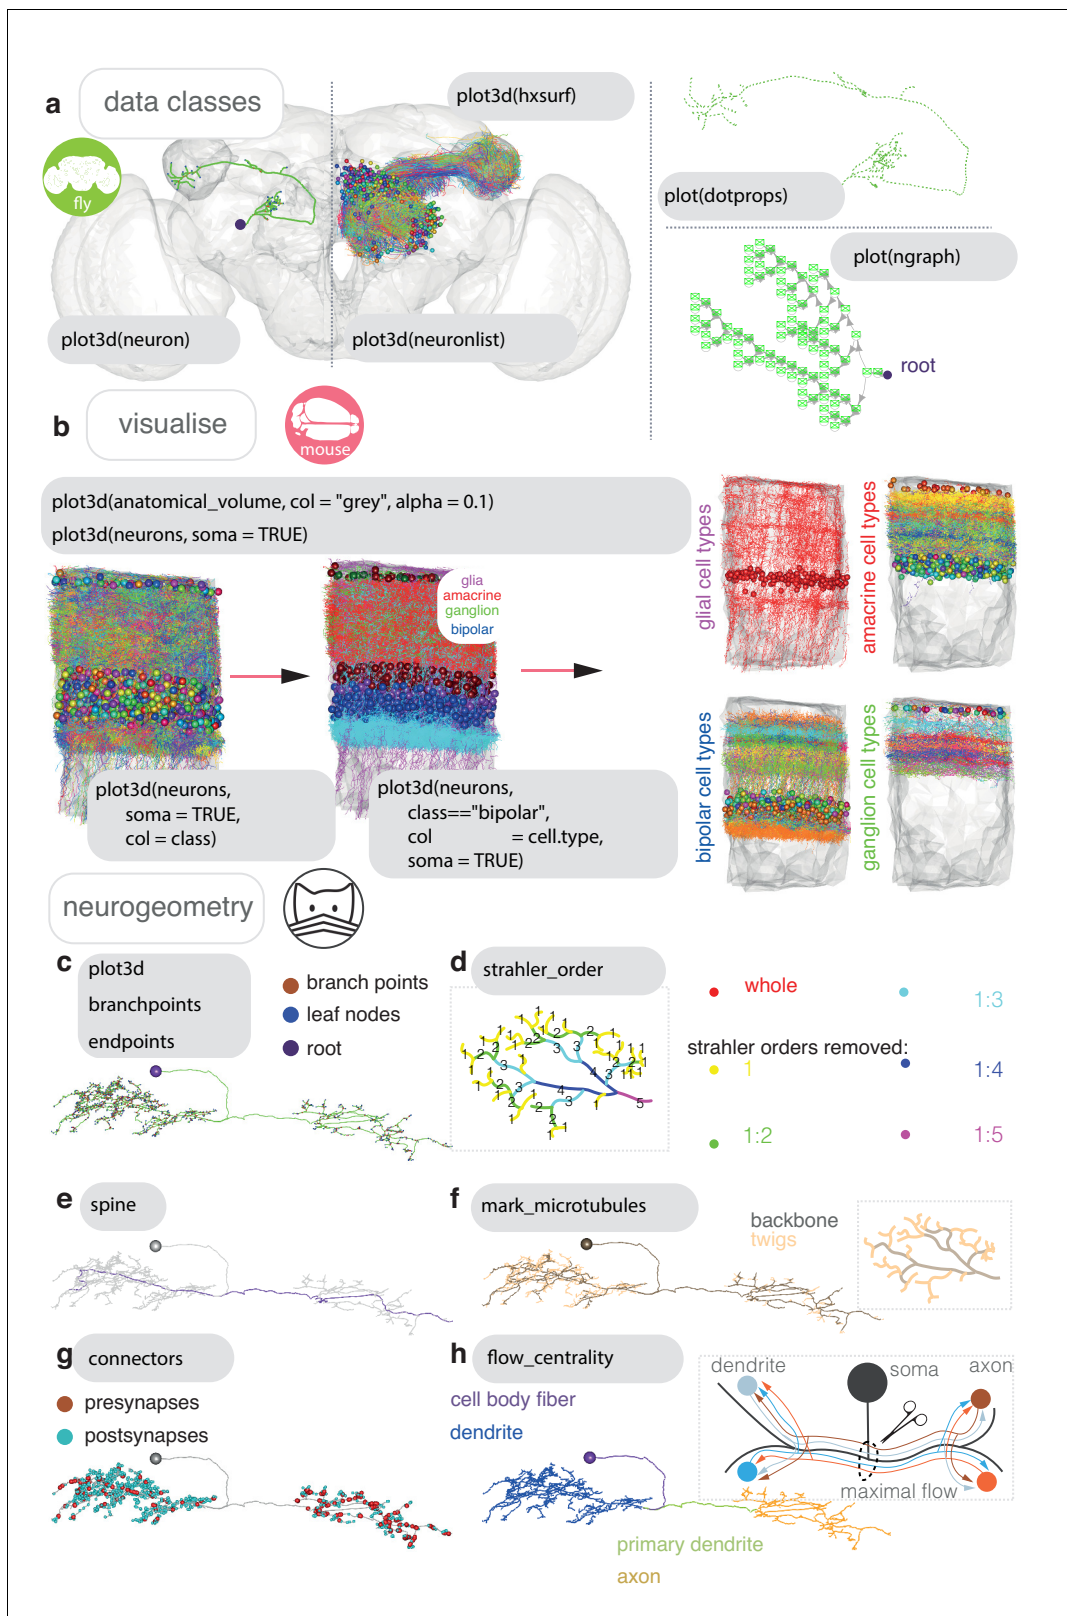 a
data classes
fly
plot3d(hxsurf)
plot3d(neuron)
plot3d(neuronlist)
plot(dotprops)
plot(ngraph)
root
b
visualise
mouse
plot3d(anatomical_volume, col = "grey", alpha = 0.1)
plot3d(neurons, soma = TRUE)
glia
amacrine
ganglion
bipolar
plot3d(neurons,
soma = TRUE,
col = class)
plot3d(neurons,
class=="bipolar",
col = cell.type,
soma = TRUE)
glial cell types
amacrine cell types
bipolar cell types
ganglion cell types
neurogeometry
c
plot3d
branchpoints
endpoints
branch points
leaf nodes
root
d
strahler_order
whole
1:3
strahler orders removed:
1
1:4
1:2
1:5
e
spine
f
mark_microtubules
backbone
twigs
g
connectors
presynapses
postsynapses
h
flow_centrality
cell body fiber
dendrite
primary dendrite
axon
dendrite
soma
axon
maximal flow